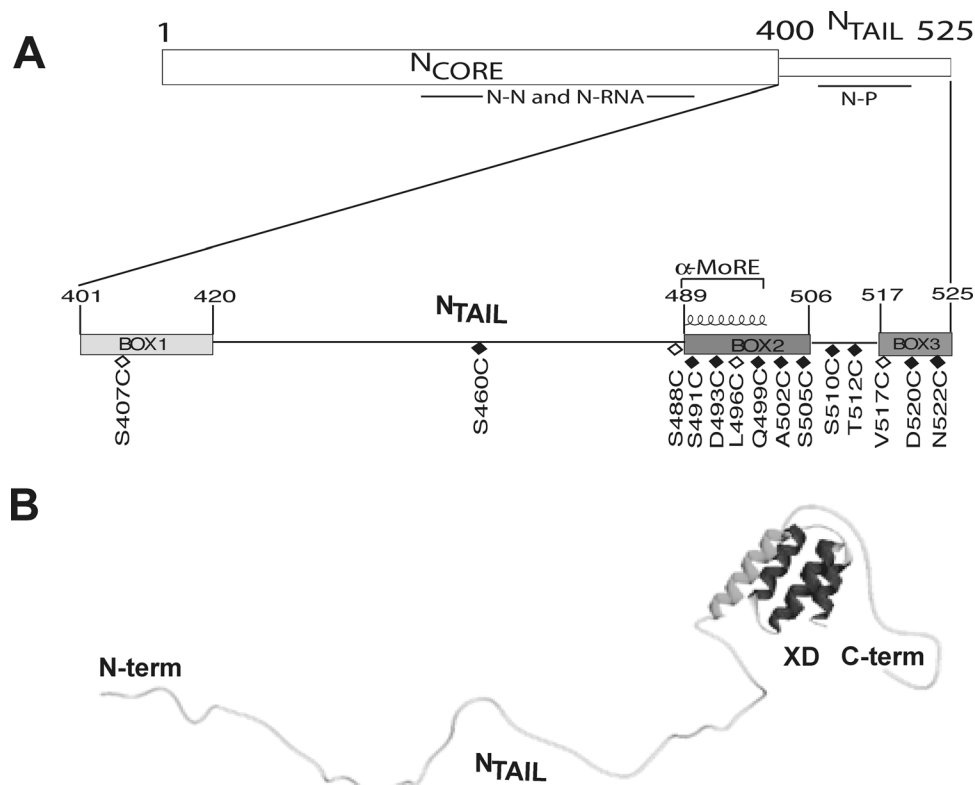 A
1 400 NTAIL 525
NCORE
N-N and N-RNA N-P
α-MoRE
401 420 NTAIL 489 506 517 525
BOX1 BOX2 BOX3
S407C S460C S488C S491C D493C L496C Q499C A502C S505C S510C T512C V517C D520C N522C
B
N-term XD C-term
NTAIL